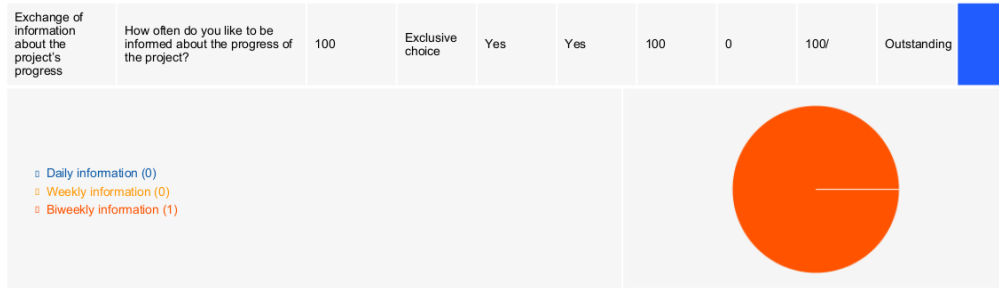 Exchange of
information
about the
project's
progress
How often do you like to be
informed about the progress of
the project?
100
Exclusive
choice
Yes
Yes
100
0
100/
Outstanding
Daily information (0)
Weekly information (0)
Biweekly information (1)